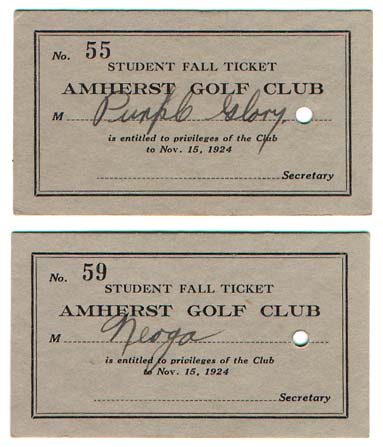 No. 55
STUDENT FALL TICKET
AMHERST GOLF CLUB
M Purple Glory.
is entitled to privileges of the Club
to Nov. 15, 1924
Secretary
No. 59
STUDENT FALL TICKET
AMHERST GOLF CLUB
M Neoga
is entitled to privileges of the Club
to Nov. 15, 1924
Secretary